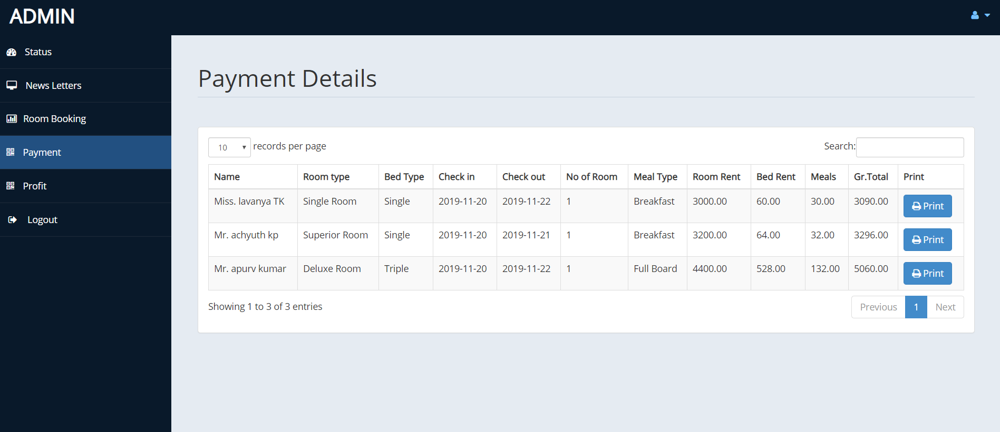 ADMIN
Status
News Letters
Room Booking
Payment
Profit
Logout
Payment Details
10 records per page Search:
Name Room type Bed Type Check in Check out No of Room Meal Type Room Rent Bed Rent Meals Gr.Total Print
Miss. lavanya TK Single Room Single 2019-11-20 2019-11-22 1 Breakfast 3000.00 60.00 30.00 3090.00 Print
Mr. achyuth kp Superior Room Single 2019-11-20 2019-11-21 1 Breakfast 3200.00 64.00 32.00 3296.00 Print
Mr. apurv kumar Deluxe Room Triple 2019-11-20 2019-11-22 1 Full Board 4400.00 528.00 132.00 5060.00 Print
Showing 1 to 3 of 3 entries Previous 1 Next